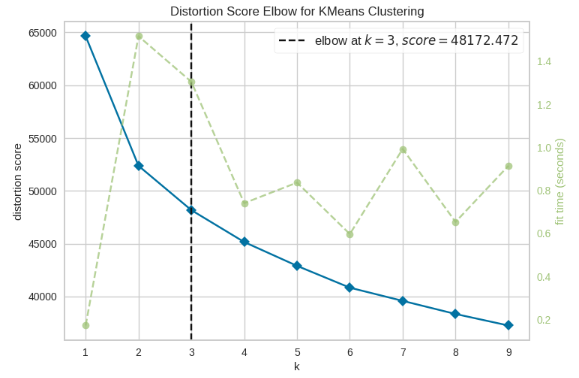 Distortion Score Elbow for KMeans Clustering
elbow at k = 3, score = 48172.472
65000
60000
55000
50000
45000
40000
distortion score
1.4
1.2
1.0
0.8
0.6
0.4
0.2
fit time (seconds)
1 2 3 4 5 6 7 8 9
k